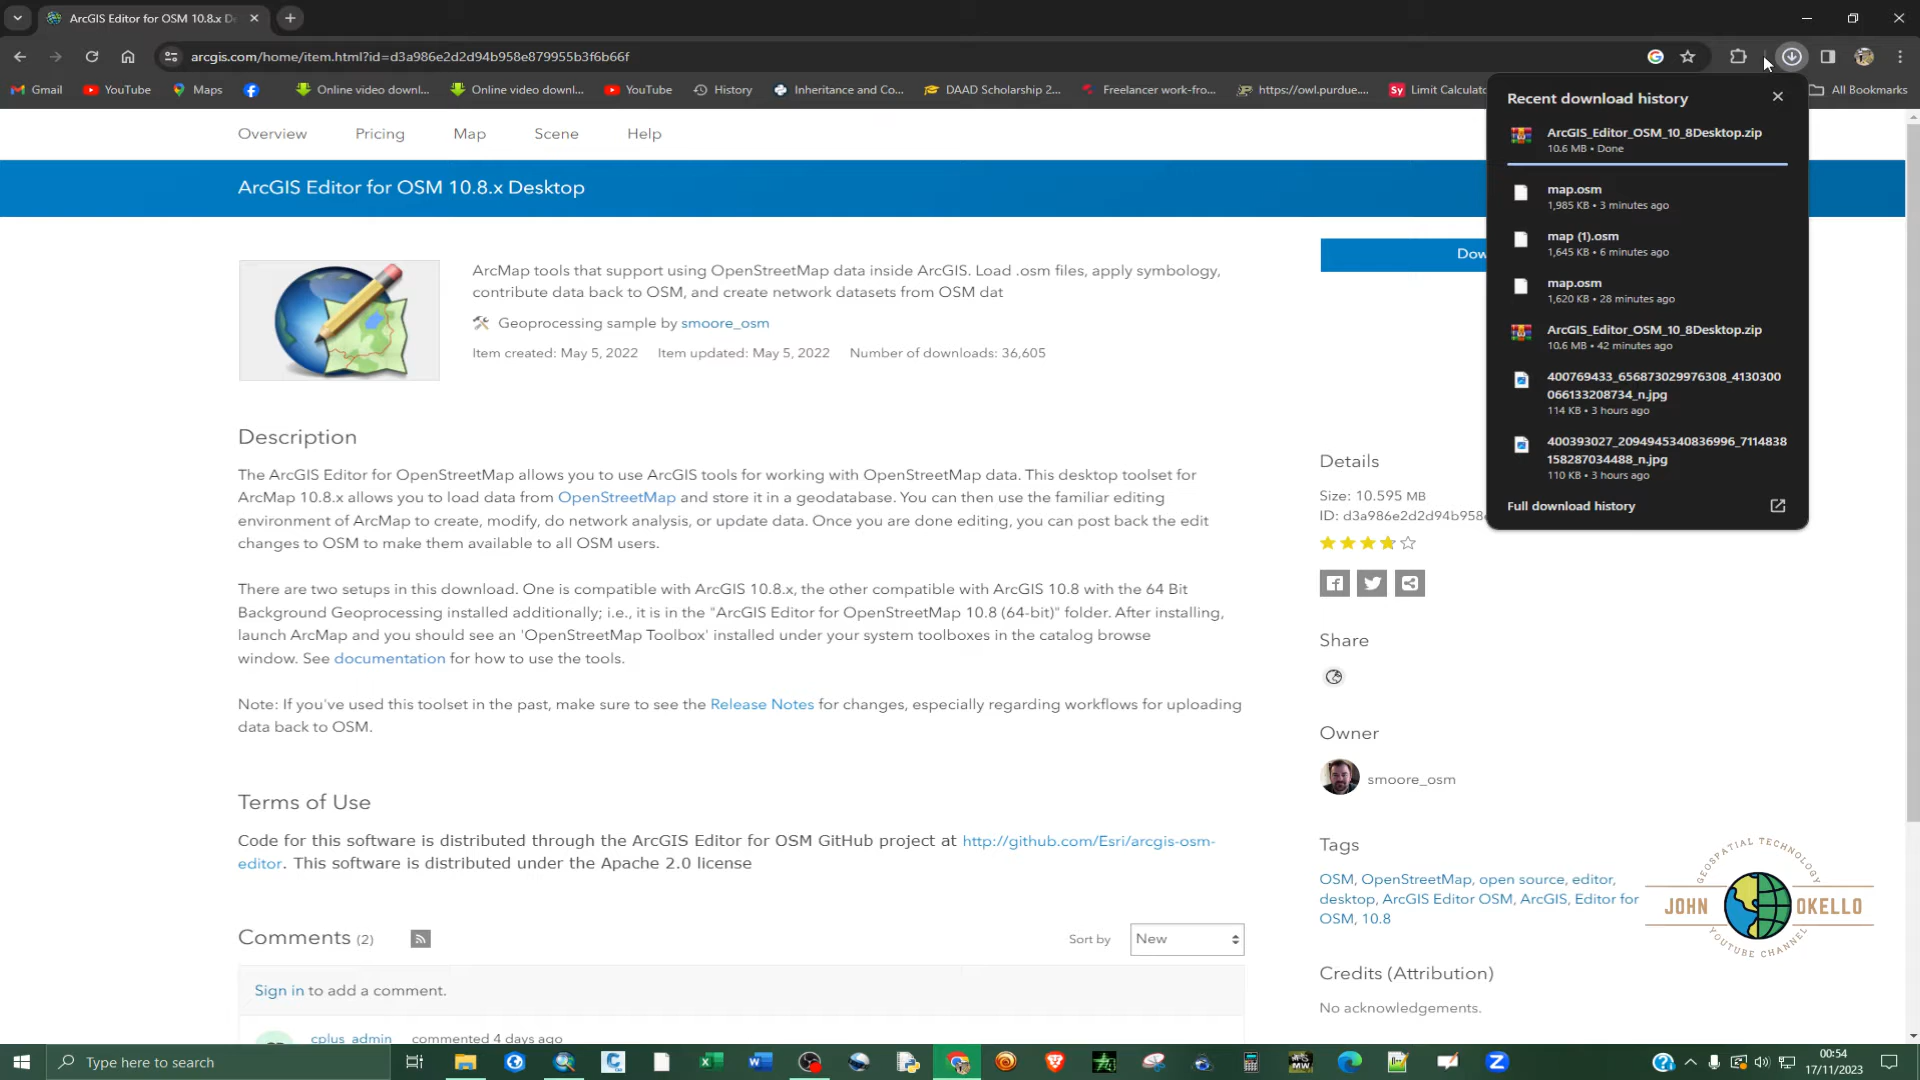 ArcGIS Editor for OSM 10.8.x D
arcgis.com/home/item.html?id=d3a986e2d2d94b958e879955b3f6b66f
Gmail
YouTube
Maps
Online video downl...
Online video downl...
YouTube
History
Inheritance and Co...
DAAD Scholarship 2...
Freelancer work-fro...
https://owl.purdue....
Sy
Limit Calculato
All Bookmarks
Overview
Pricing
Map
Scene
Help
Recent download history
ArcGIS_Editor_OSM_10_8Desktop.zip
10.6 MB • Done
map.osm
1,985 KB • 3 minutes ago
map (1).osm
1,645 KB • 6 minutes ago
map.osm
1,620 KB • 28 minutes ago
ArcGIS_Editor_OSM_10_8Desktop.zip
10.6 MB • 42 minutes ago
400769433_656873029976308_4130300
066133208734_n.jpg
114 KB • 3 hours ago
400393027_2094945340836996_7114838
158287034488_n.jpg
110 KB • 3 hours ago
Full download history
ArcGIS Editor for OSM 10.8.x Desktop
ArcMap tools that support using OpenStreetMap data inside ArcGIS. Load .osm files, apply symbology,
contribute data back to OSM, and create network datasets from OSM dat
Geoprocessing sample by smoore_osm
Item created: May 5, 2022 Item updated: May 5, 2022 Number of downloads: 36,605
Dow
Description
The ArcGIS Editor for OpenStreetMap allows you to use ArcGIS tools for working with OpenStreetMap data. This desktop toolset for
ArcMap 10.8.x allows you to load data from OpenStreetMap and store it in a geodatabase. You can then use the familiar editing
environment of ArcMap to create, modify, do network analysis, or update data. Once you are done editing, you can post back the edit
changes to OSM to make them available to all OSM users.
There are two setups in this download. One is compatible with ArcGIS 10.8.x, the other compatible with ArcGIS 10.8 with the 64 Bit
Background Geoprocessing installed additionally; i.e., it is in the "ArcGIS Editor for OpenStreetMap 10.8 (64-bit)" folder. After installing,
launch ArcMap and you should see an 'OpenStreetMap Toolbox' installed under your system toolboxes in the catalog browse
window. See documentation for how to use the tools.
Note: If you've used this toolset in the past, make sure to see the Release Notes for changes, especially regarding workflows for uploading
data back to OSM.
Terms of Use
Code for this software is distributed through the ArcGIS Editor for OSM GitHub project at http://github.com/Esri/arcgis-osm-
editor. This software is distributed under the Apache 2.0 license
Comments (2)
Sort by
New
Sign in to add a comment.
cplus_admin commented 4 days ago
Details
Size: 10.595 MB
ID: d3a986e2d2d94b958
Share
Owner
smoore_osm
Tags
OSM, OpenStreetMap, open source, editor,
desktop, ArcGIS Editor OSM, ArcGIS, Editor for
OSM, 10.8
Credits (Attribution)
No acknowledgements.
GEOSPATIAL TECHNOLOGY
JOHN OKELLO
YOUTUBE CHANNEL
Type here to search
00:54
17/11/2023